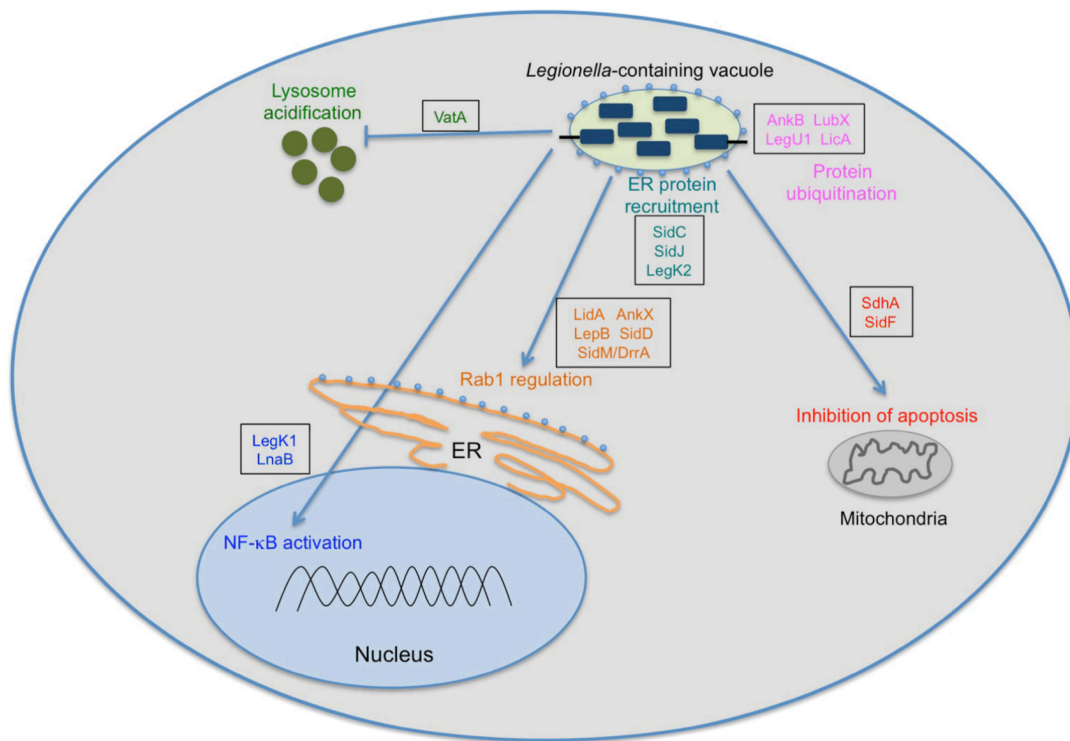 Legionella-containing vacuole
Lysosome
acidification
VatA
AnkB LubX
LegU1 LicA
Protein
ubiquitination
ER protein
recruitment
SidC
SidJ
LegK2
SdhA
SidF
LidA AnkX
LepB SidD
SidM/DrrA
Rab1 regulation
Inhibition of apoptosis
LegK1
LnaB
ER
Mitochondria
NF-κB activation
Nucleus